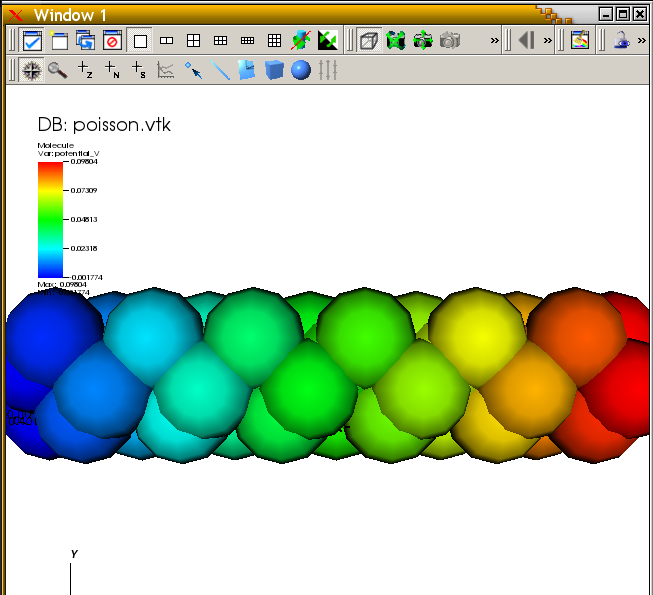 Window 1
Z
N
S
»
»
»
DB: poisson.vtk
Molecule
Var: potential_V
0.09804
0.07309
0.04813
0.02318
-0.001774
Max: 0.09804
Y